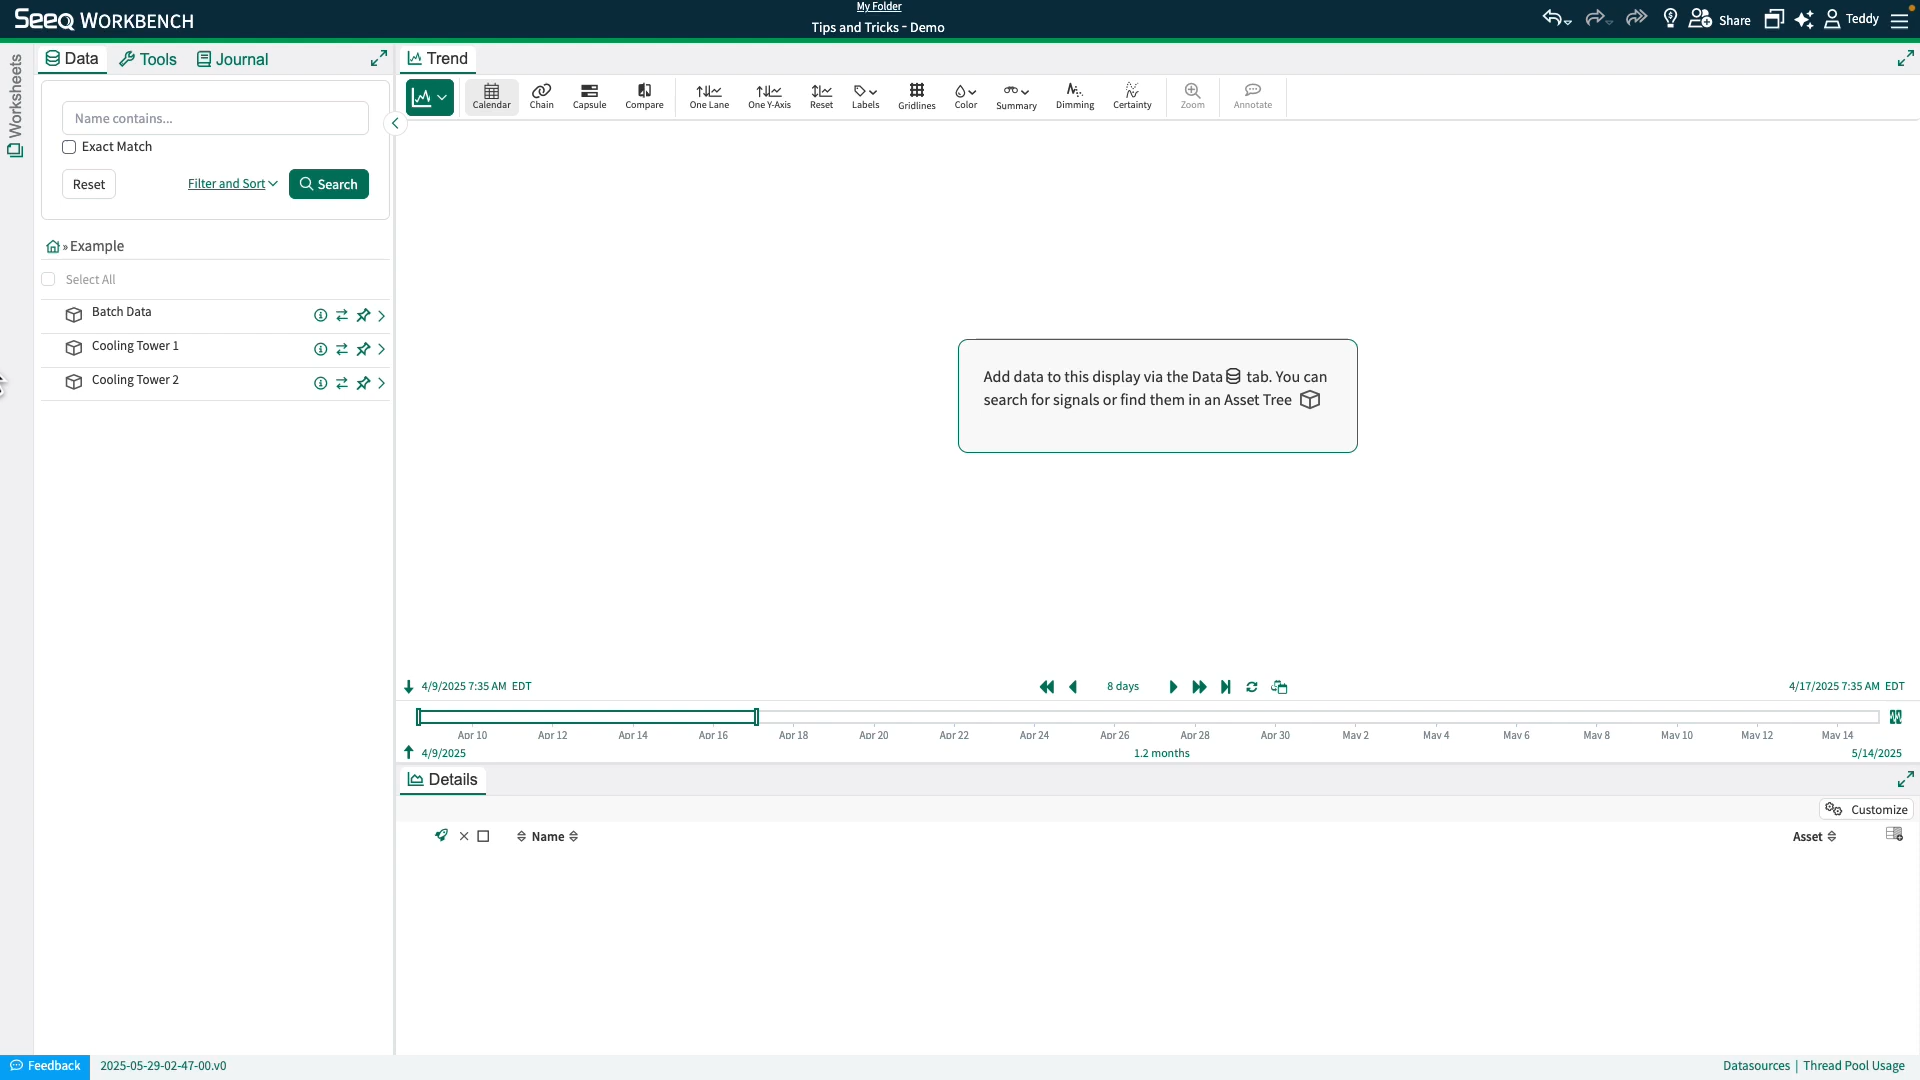 Seeq WORKBENCH
My Folder
Tips and Tricks - Demo
Share
Teddy
Worksheets
Data
Tools
Journal
Trend
Name contains...
Exact Match
Reset
Filter and Sort
Search
» Example
Select All
Batch Data
Cooling Tower 1
Cooling Tower 2
Calendar
Chain
Capsule
Compare
One Lane
One Y-Axis
Reset
Labels
Gridlines
Color
Summary
Dimming
Certainty
Zoom
Annotate
Add data to this display via the Data tab. You can
search for signals or find them in an Asset Tree
4/9/2025 7:35 AM EDT
8 days
4/17/2025 7:35 AM EDT
Apr 10 Apr 12 Apr 14 Apr 16 Apr 18 Apr 20 Apr 22 Apr 24 Apr 26 Apr 28 Apr 30 May 2 May 4 May 6 May 8 May 10 May 12 May 14
4/9/2025
1.2 months
5/14/2025
Details
Customize
Name
Asset
Feedback
2025-05-29-02-47-00.v0
Datasources | Thread Pool Usage